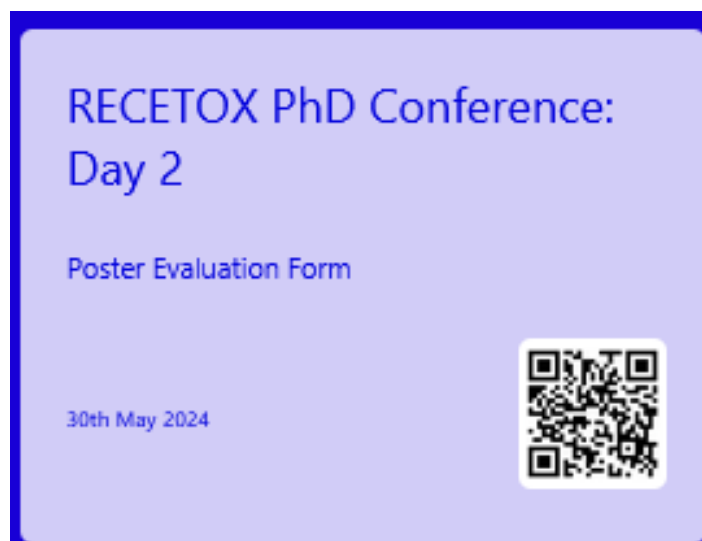 RECETOX PhD Conference:
Day 2
Poster Evaluation Form
30th May 2024